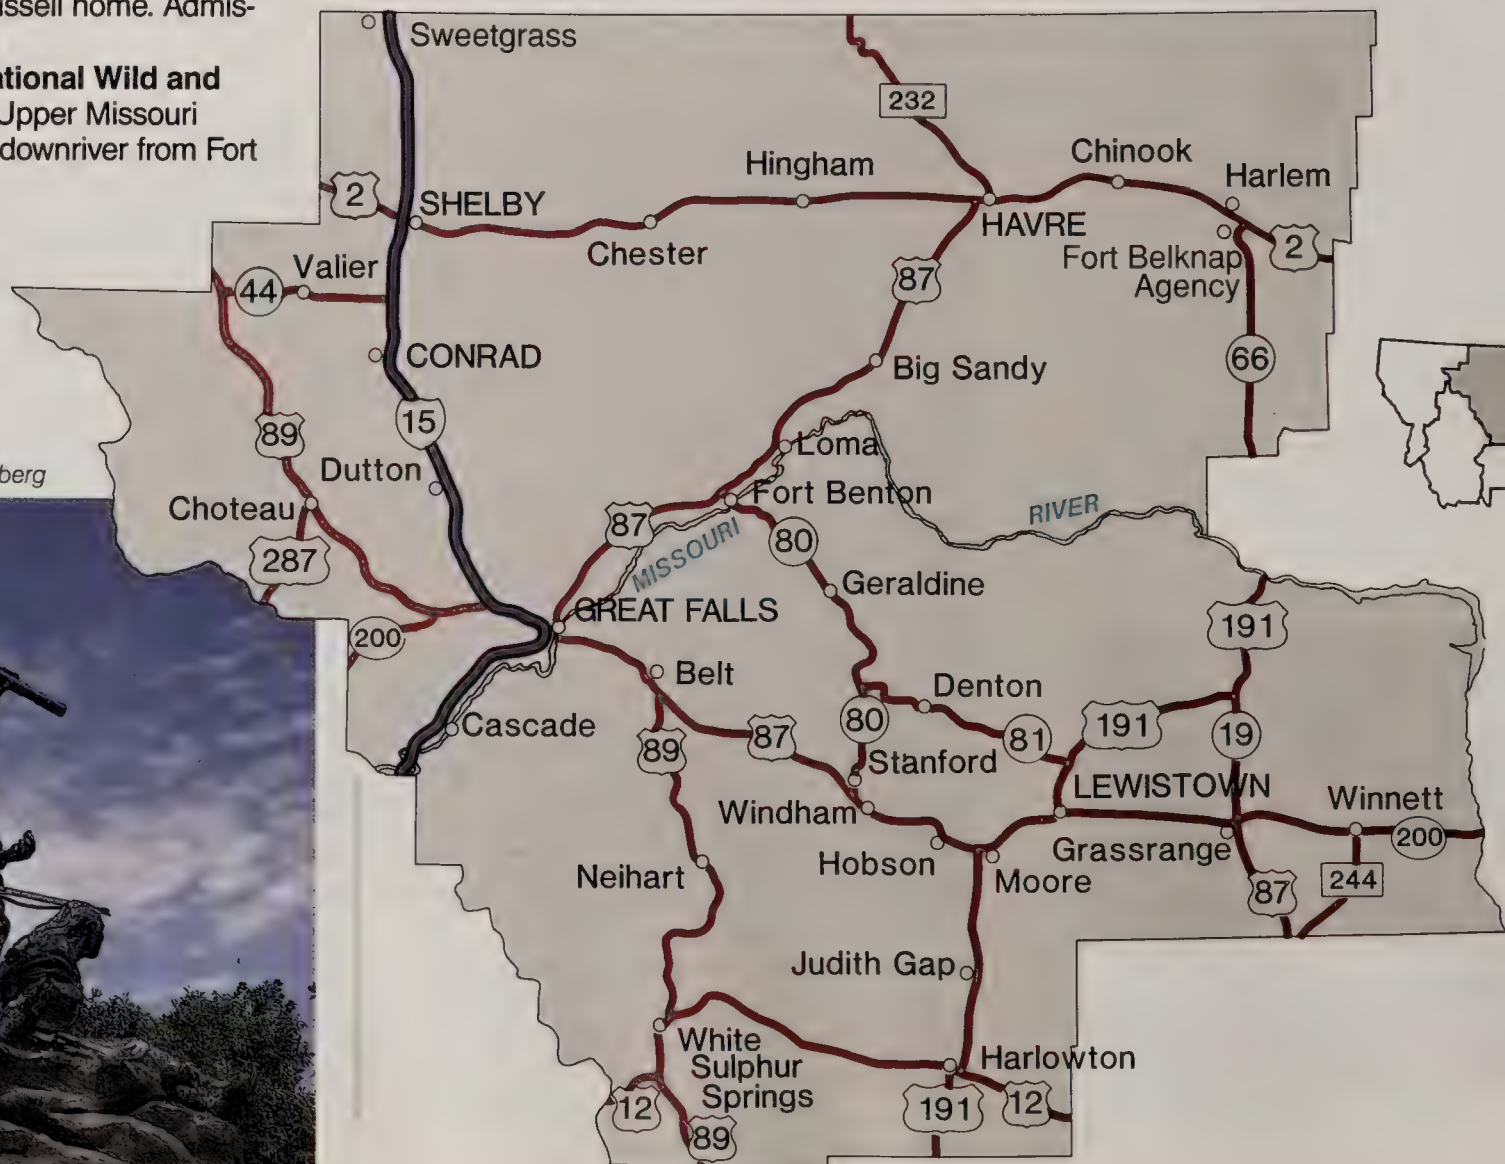 ssell home. Admis-
ational Wild and
Upper Missouri
downriver from Fort
berg
Sweetgrass
232
2
SHELBY
Hingham
Chinook
Harlem
HAVRE
Chester
Fort Belknap
Agency
2
Valier
44
87
CONRAD
Big Sandy
66
15
89
Dutton
Loma
Choteau
Fort Benton
RIVER
287
87
MISSOURI
80
Geraldine
GREAT FALLS
200
191
Belt
Denton
Cascade
89
87
80
81
191
19
Stanford
LEWISTOWN
Windham
Winnett
Hobson
Grassrange
200
Neihart
Moore
87
244
Judith Gap
White
Sulphur
Springs
Harlowton
12
89
191
12